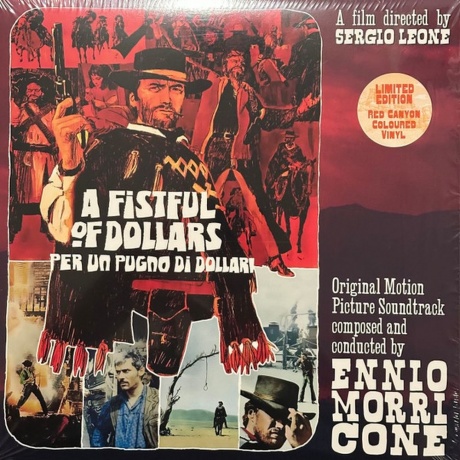 A film directed by
SERGIO LEONE
LIMITED
EDITION
RED CANYON
COLOURED
VINYL
A FISTFUL
OF DOLLARS
PER UN PUGNO DI DOLLARI
Original Motion
Picture Soundtrack
composed and
conducted by
ENNIO
MORRI
CONE